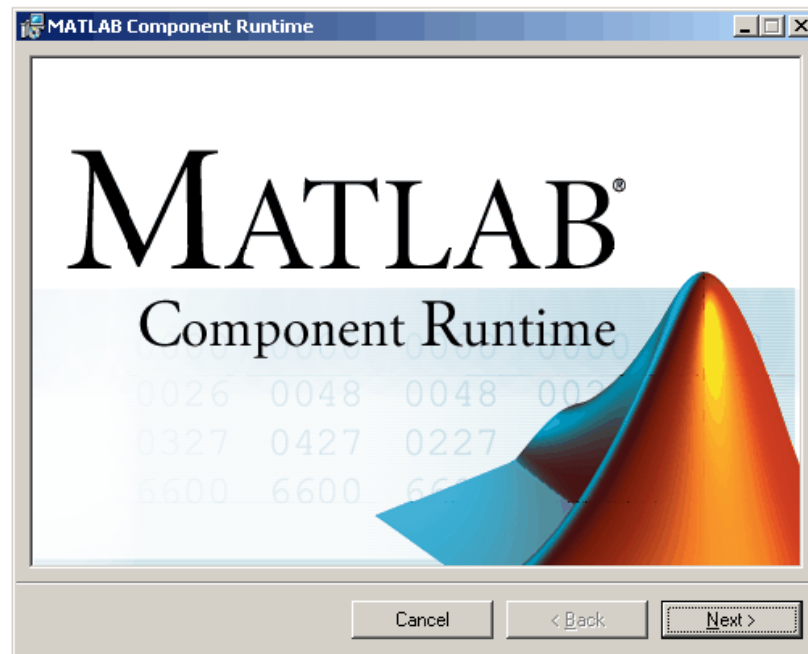 MATLAB Component Runtime
MATLAB®
Component Runtime
0026 0048 0048
0327 0427 0227
6600 6600
Cancel < Back Next >